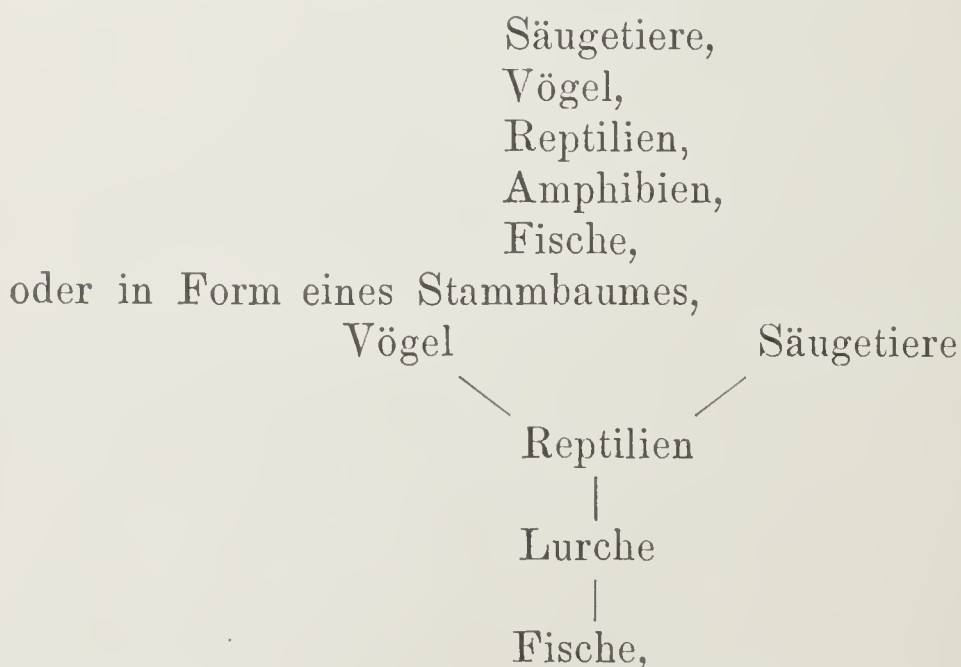 Säugetiere,
Vögel,
Reptilien,
Amphibien,
Fische,
oder in Form eines Stammbaumes,
Vögel Säugetiere
Reptilien
Lurche
Fische,